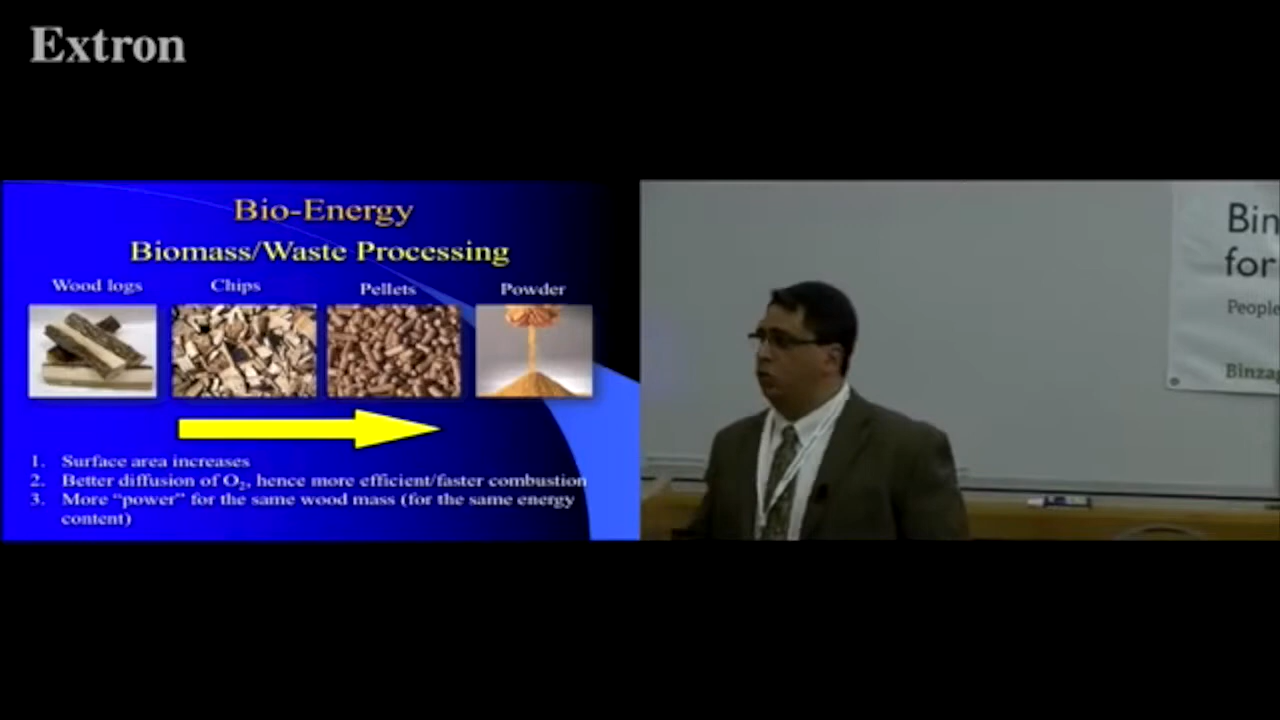 Extron
Bio-Energy
Biomass/Waste Processing
Wood logs
Chips
Pellets
Powder
1. Surface area increases
2. Better diffusion of O₂, hence more efficient/faster combustion
3. More “power” for the same wood mass (for the same energy
content)
Bin
for
People
Binzag